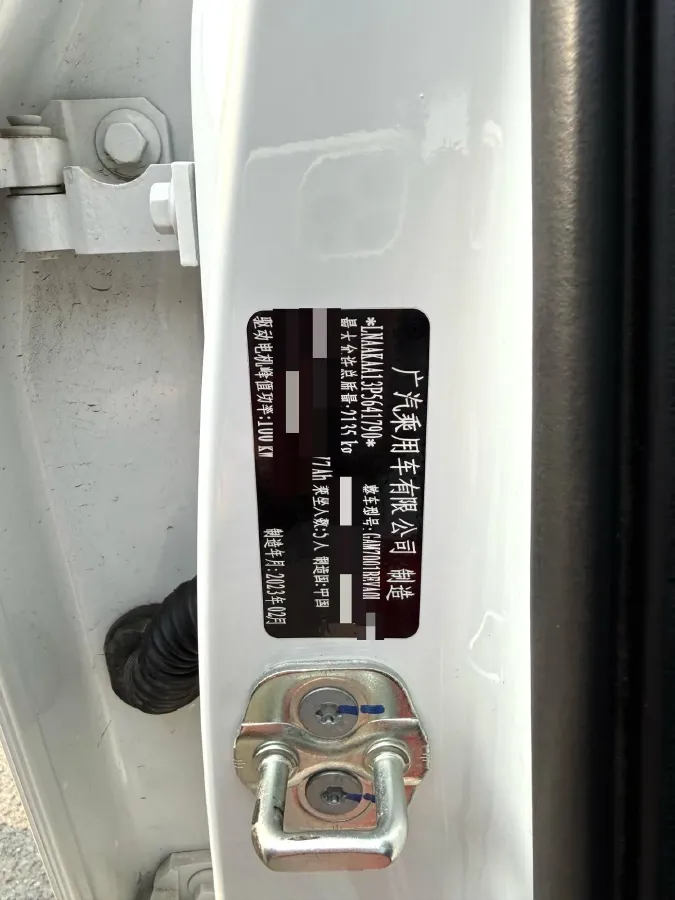 广汽乘用车有限公司 制造
*LNAAKAA13P5641790*
整车型号:GAM7001BEVA0J
最大允许总质量:2135 kg
17Ah 乘坐人数:5人 制造国:中国
驱动电机峰值功率:100 KW
制造年月:2023年02月